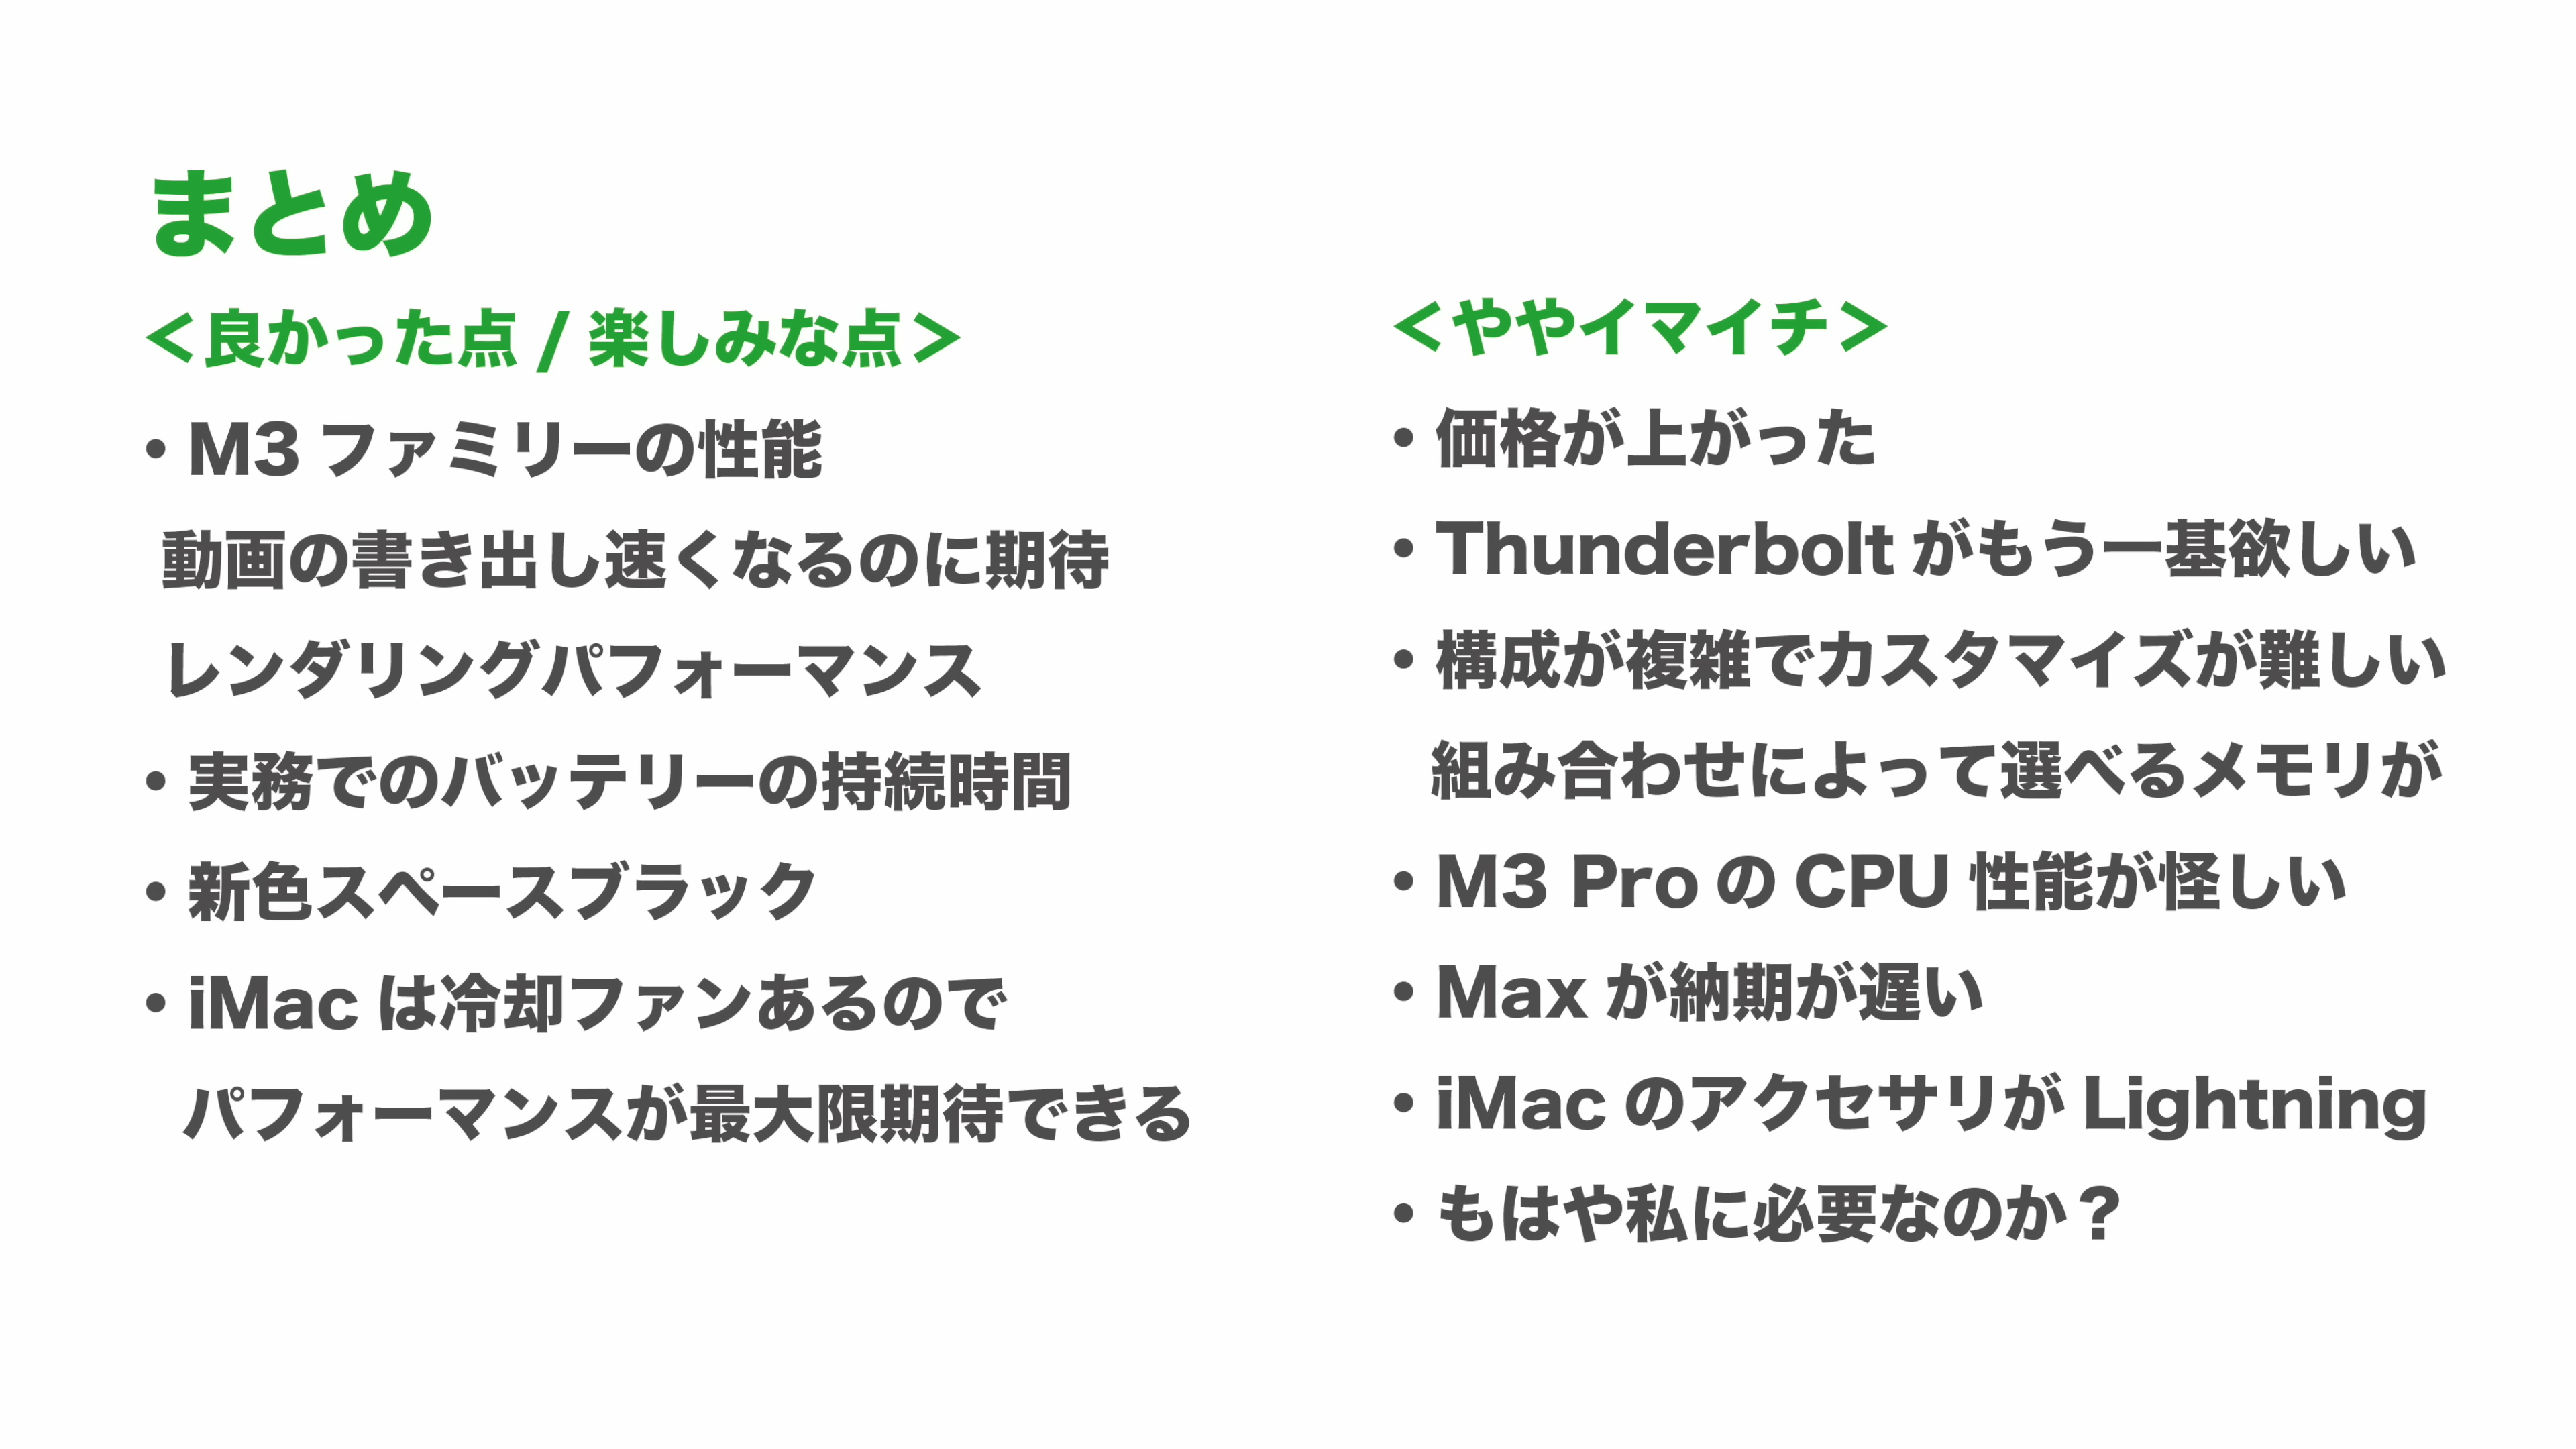 まとめ
＜良かった点 / 楽しみな点＞
・M3 ファミリーの性能
動画の書き出し速くなるのに期待
レンダリングパフォーマンス
・実務でのバッテリーの持続時間
・新色スペースブラック
・iMac は冷却ファンあるので
パフォーマンスが最大限期待できる
＜ややイマイチ＞
・価格が上がった
・Thunderbolt がもう一基欲しい
・構成が複雑でカスタマイズが難しい
組み合わせによって選べるメモリが
・M3 Pro の CPU 性能が怪しい
・Max が納期が遅い
・iMac のアクセサリが Lightning
・もはや私に必要なのか？